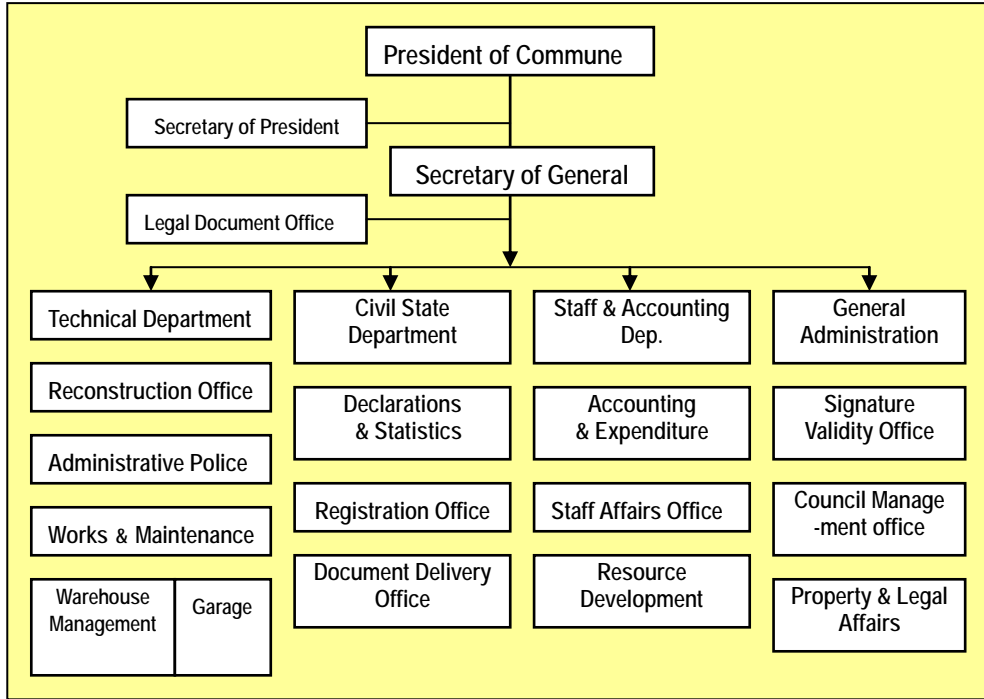 President of Commune
Secretary of President
Secretary of General
Legal Document Office
Technical Department
Reconstruction Office
Administrative Police
Works & Maintenance
Warehouse
Management
Garage
Civil State
Department
Declarations
& Statistics
Registration Office
Document Delivery
Office
Staff & Accounting
Dep.
Accounting
& Expenditure
Staff Affairs Office
Resource
Development
General
Administration
Signature
Validity Office
Council Manage
-ment office
Property & Legal
Affairs